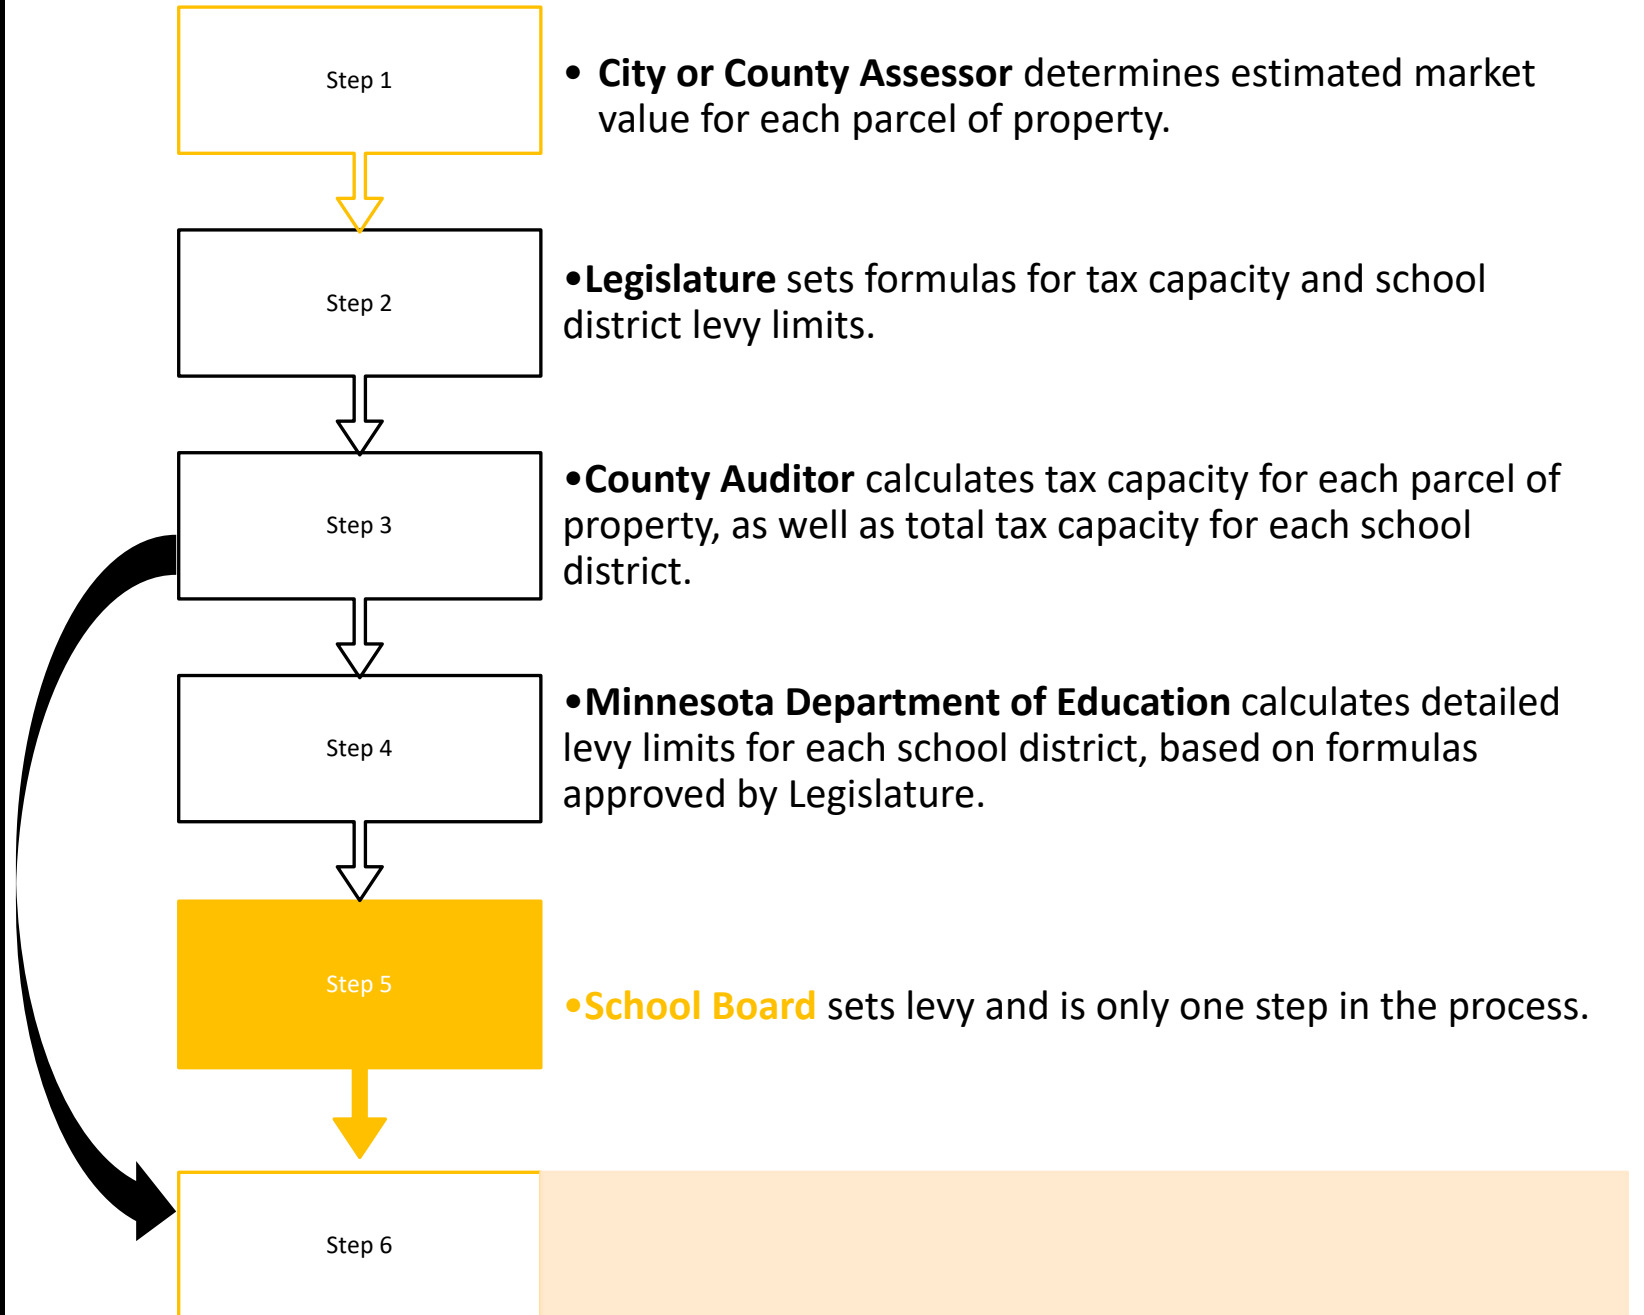 Step 1
• City or County Assessor determines estimated market
value for each parcel of property.
Step 2
•Legislature sets formulas for tax capacity and school
district levy limits.
Step 3
•County Auditor calculates tax capacity for each parcel of
property, as well as total tax capacity for each school
district.
Step 4
•Minnesota Department of Education calculates detailed
levy limits for each school district, based on formulas
approved by Legislature.
Step 5
•School Board sets levy and is only one step in the process.
Step 6